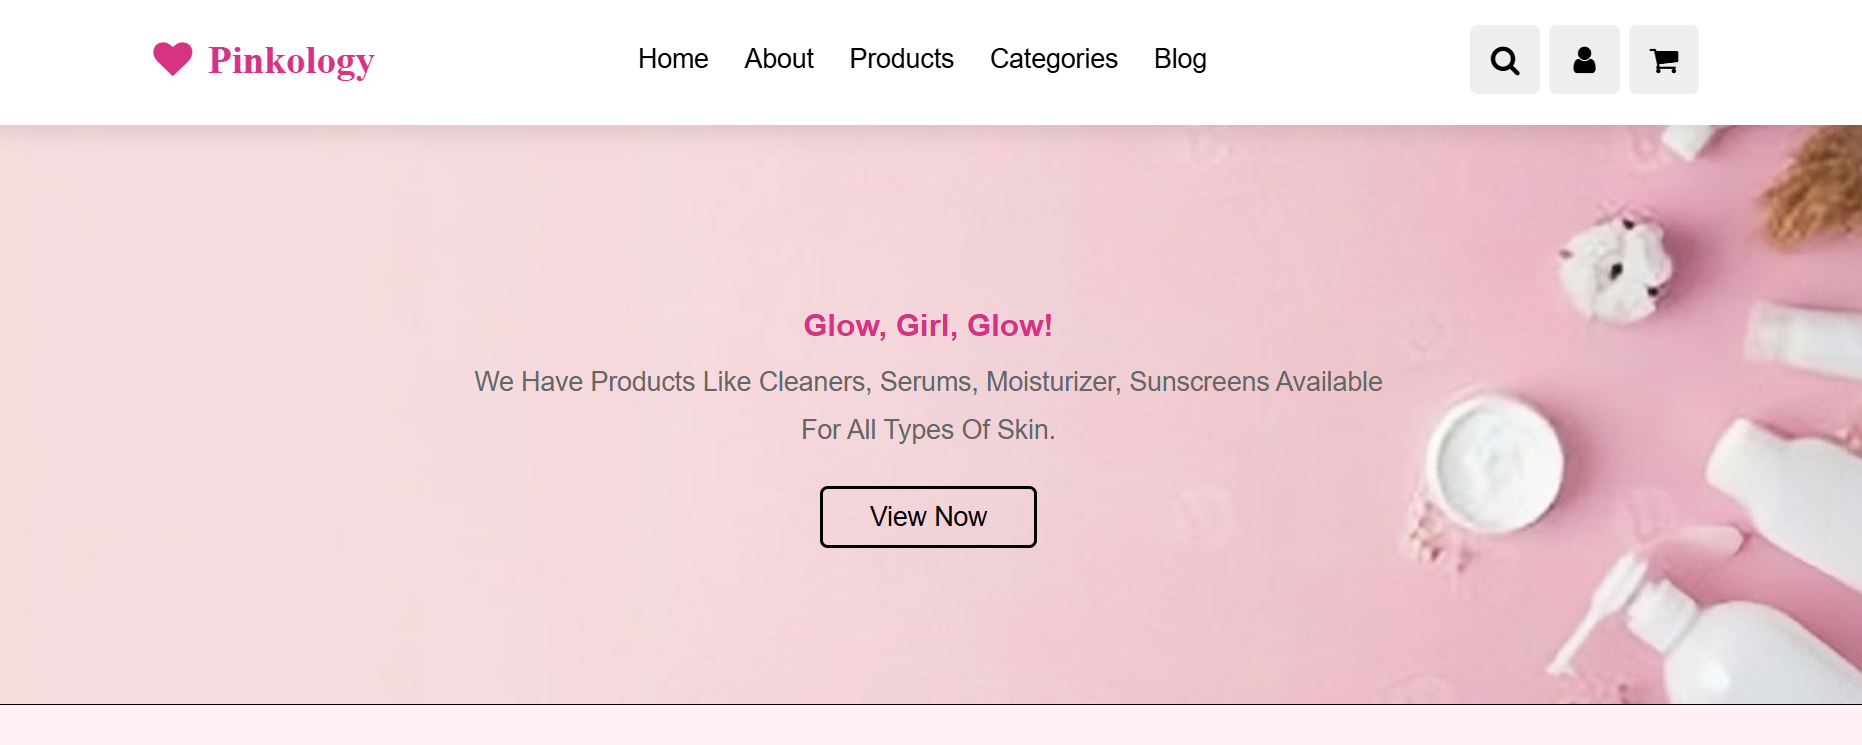 Pinkology
Home About Products Categories Blog
Glow, Girl, Glow!
We Have Products Like Cleaners, Serums, Moisturizer, Sunscreens Available
For All Types Of Skin.
View Now